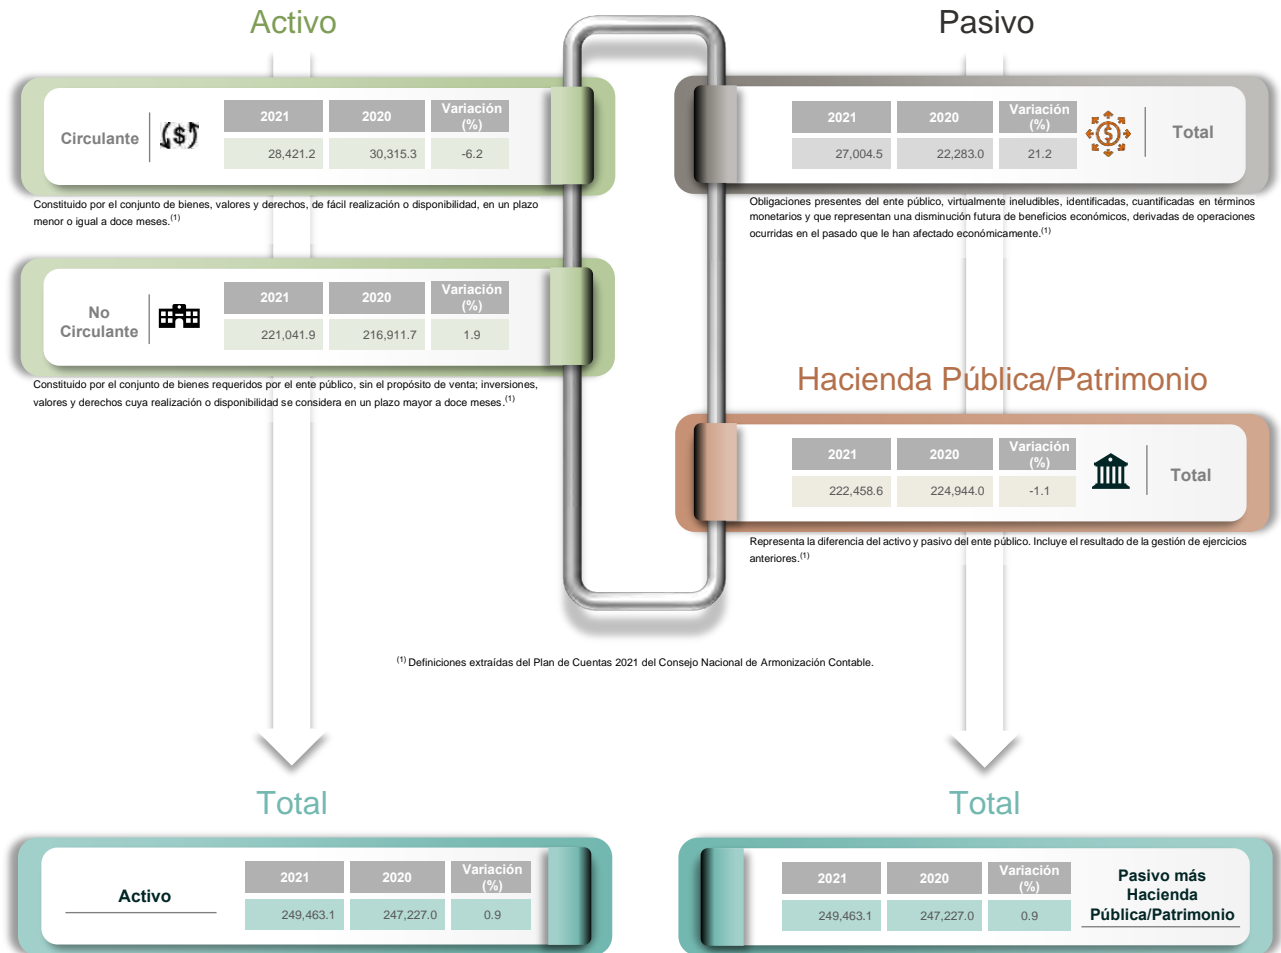 Activo
Circulante
2021 2020 Variación (%)
28,421.2 30,315.3 -6.2
Constituido por el conjunto de bienes, valores y derechos, de fácil realización o disponibilidad, en un plazo
menor o igual a doce meses.(1)
No
Circulante
2021 2020 Variación (%)
221,041.9 216,911.7 1.9
Constituido por el conjunto de bienes requeridos por el ente público, sin el propósito de venta; inversiones,
valores y derechos cuya realización o disponibilidad se considera en un plazo mayor a doce meses.(1)
Pasivo
2021 2020 Variación (%)
27,004.5 22,283.0 21.2
Total
Obligaciones presentes del ente público, virtualmente ineludibles, identificadas, cuantificadas en términos
monetarios y que representan una disminución futura de beneficios económicos, derivadas de operaciones
ocurridas en el pasado que le han afectado económicamente.(1)
Hacienda Pública/Patrimonio
2021 2020 Variación (%)
222,458.6 224,944.0 -1.1
Total
Representa la diferencia del activo y pasivo del ente público. Incluye el resultado de la gestión de ejercicios
anteriores.(1)
(1) Definiciones extraídas del Plan de Cuentas 2021 del Consejo Nacional de Armonización Contable.
Total
Activo
2021 2020 Variación (%)
249,463.1 247,227.0 0.9
Total
2021 2020 Variación (%)
249,463.1 247,227.0 0.9
Pasivo más
Hacienda
Pública/Patrimonio